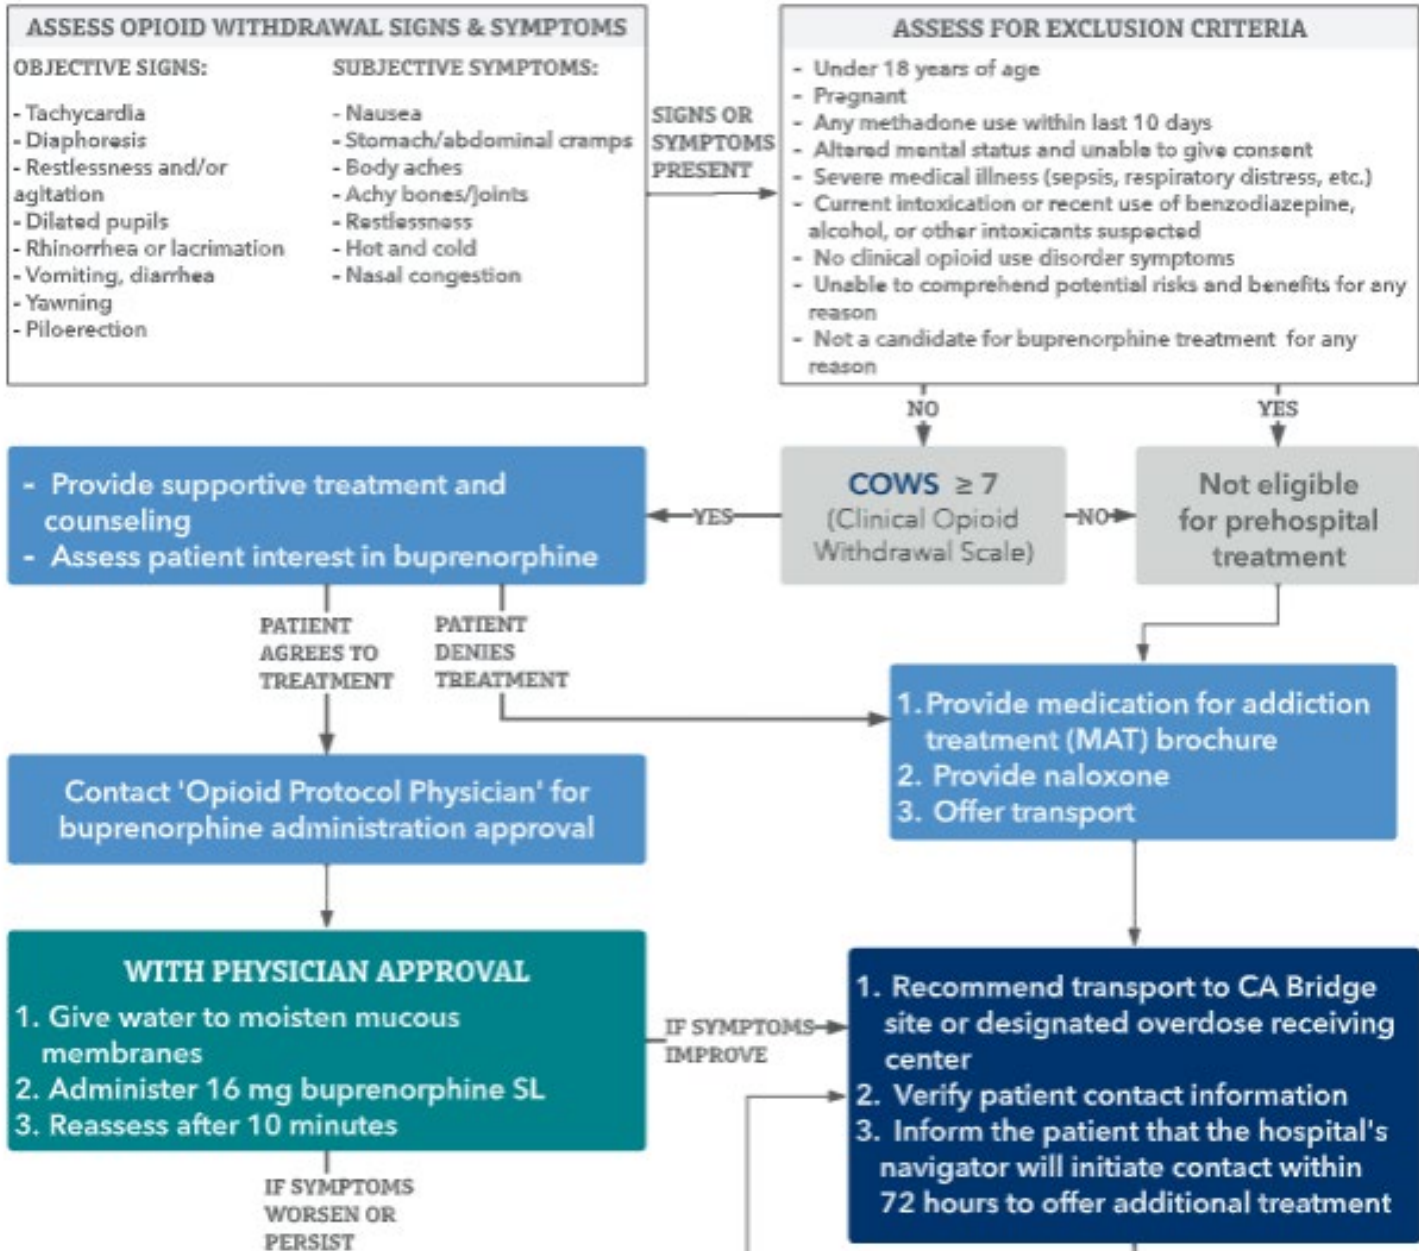 ASSESS OPIOID WITHDRAWAL SIGNS & SYMPTOMS
OBJECTIVE SIGNS:
- Tachycardia
- Diaphoresis
- Restlessness and/or
agitation
- Dilated pupils
- Rhinorrhea or lacrimation
- Vomiting, diarrhea
- Yawning
- Piloerection
SUBJECTIVE SYMPTOMS:
- Nausea
- Stomach/abdominal cramps
- Body aches
- Achy bones/joints
- Restlessness
- Hot and cold
- Nasal congestion
SIGNS OR
SYMPTOMS
PRESENT
ASSESS FOR EXCLUSION CRITERIA
- Under 18 years of age
- Pregnant
- Any methadone use within last 10 days
- Altered mental status and unable to give consent
- Severe medical illness (sepsis, respiratory distress, etc.)
- Current intoxication or recent use of benzodiazepine,
alcohol, or other intoxicants suspected
- No clinical opioid use disorder symptoms
- Unable to comprehend potential risks and benefits for any
reason
- Not a candidate for buprenorphine treatment for any
reason
NO
YES
COWS ≥ 7
(Clinical Opioid
Withdrawal Scale)
NO
Not eligible
for prehospital
treatment
YES
- Provide supportive treatment and
counseling
- Assess patient interest in buprenorphine
PATIENT
AGREES TO
TREATMENT
PATIENT
DENIES
TREATMENT
1. Provide medication for addiction
treatment (MAT) brochure
2. Provide naloxone
3. Offer transport
Contact 'Opioid Protocol Physician' for
buprenorphine administration approval
WITH PHYSICIAN APPROVAL
1. Give water to moisten mucous
membranes
2. Administer 16 mg buprenorphine SL
3. Reassess after 10 minutes
IF SYMPTOMS
IMPROVE
1. Recommend transport to CA Bridge
site or designated overdose receiving
center
2. Verify patient contact information
3. Inform the patient that the hospital's
navigator will initiate contact within
72 hours to offer additional treatment
IF SYMPTOMS
WORSEN OR
PERSIST